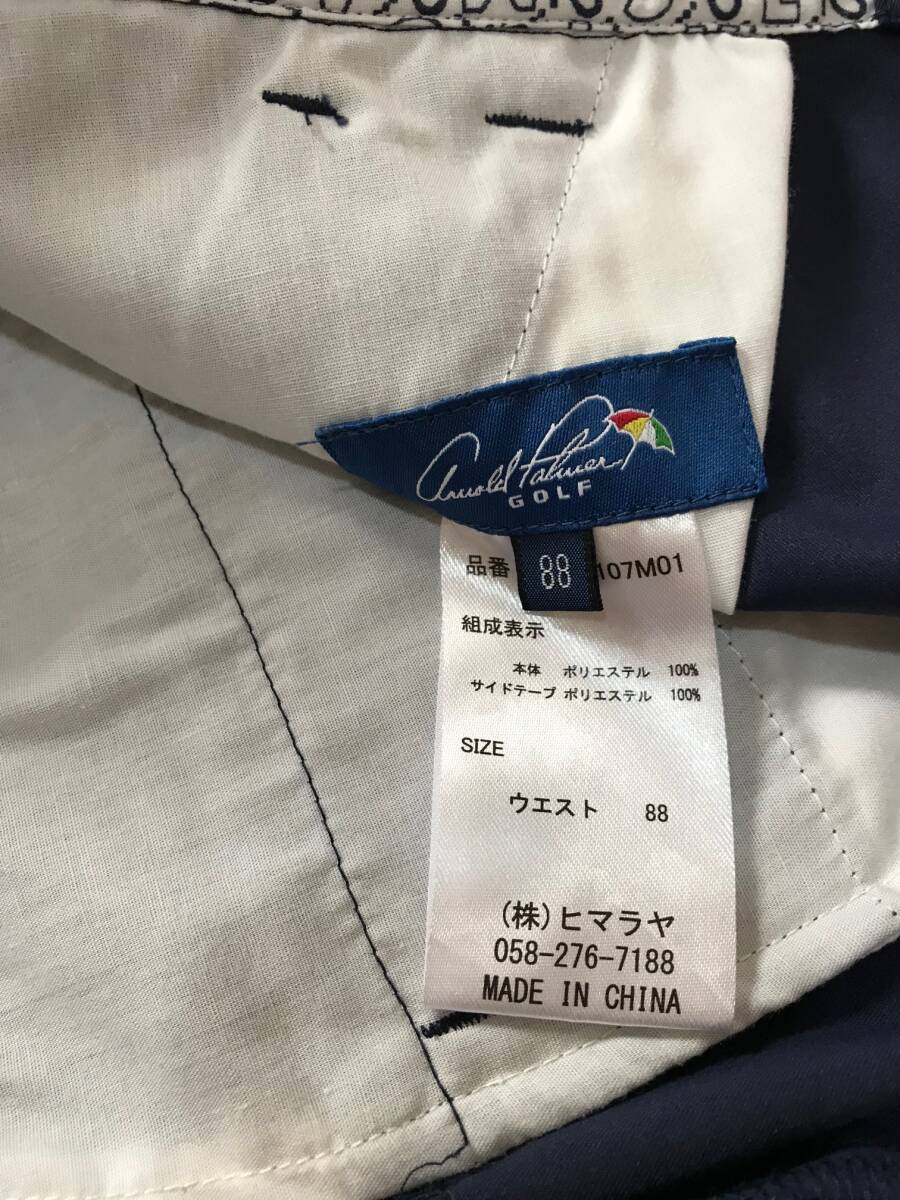 Arnold Palmer
GOLF
88
品番 107M01
組成表示
本体 ポリエステル 100%
サイドテープ ポリエステル 100%
SIZE
ウエスト 88
(株)ヒマラヤ
058-276-7188
MADE IN CHINA